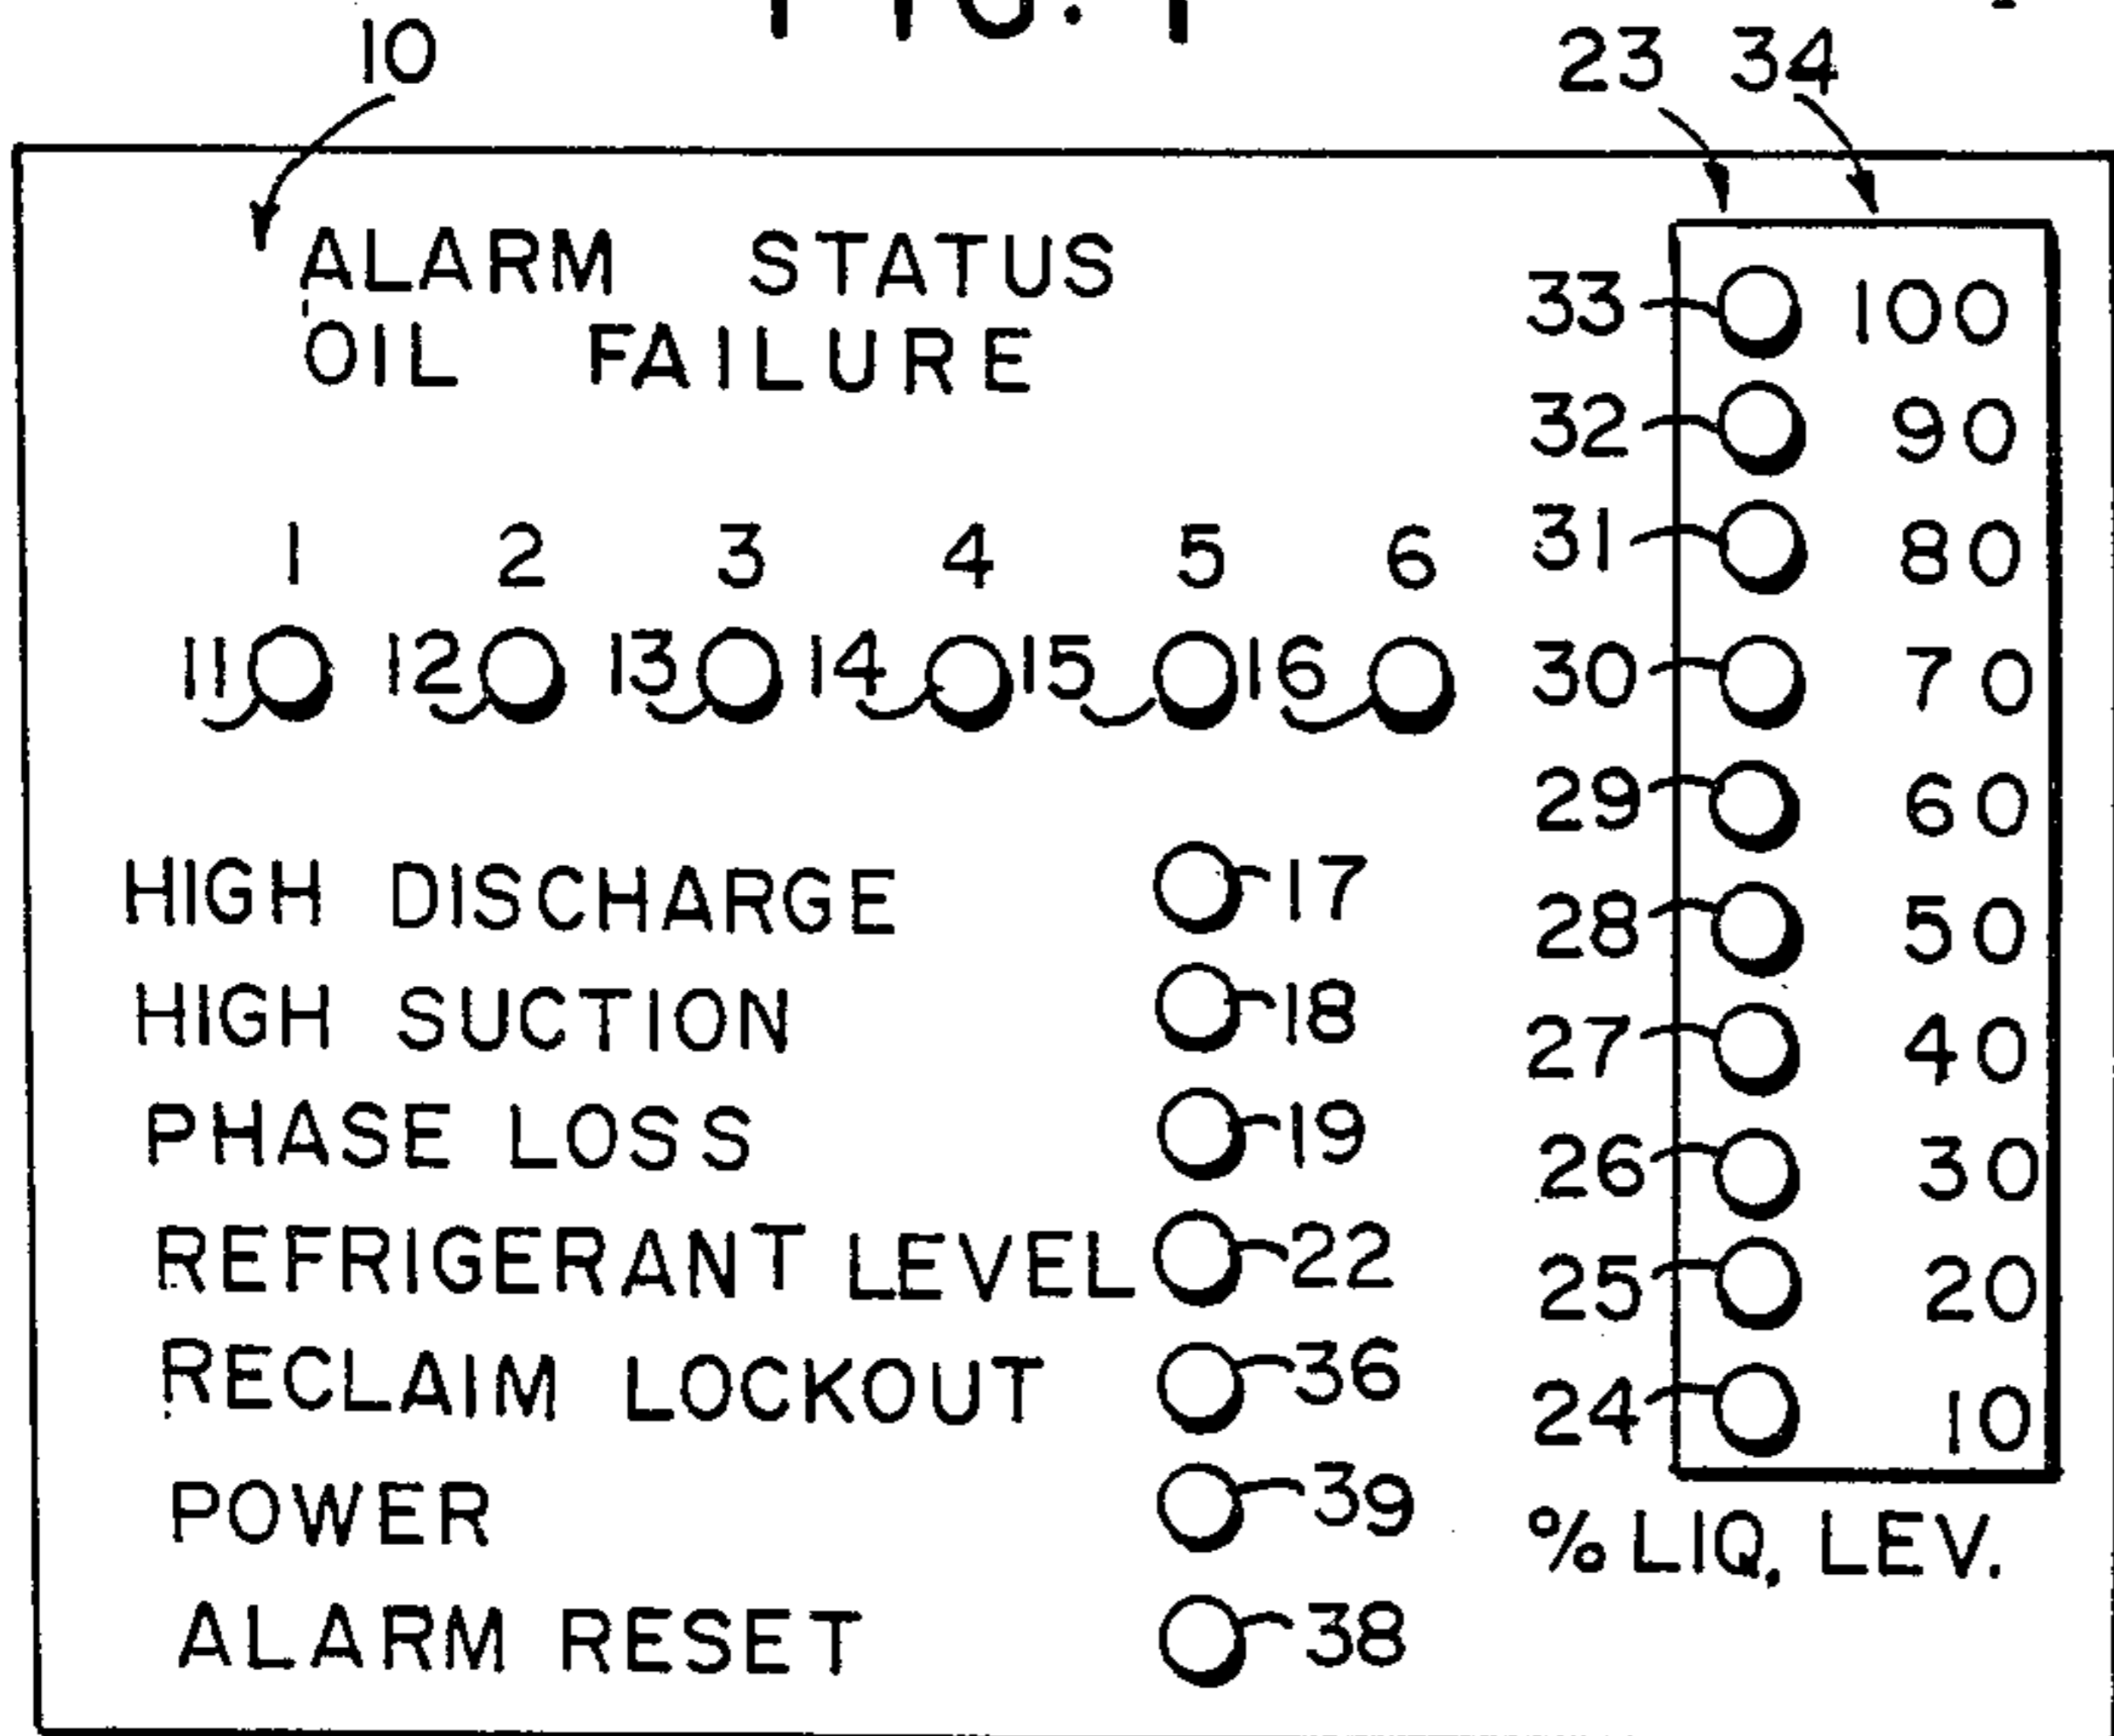 FIG. 1
10
23 34
ALARM STATUS
OIL FAILURE
1 2 3 4 5 6
11 12 13 14 15 16
HIGH DISCHARGE 17
HIGH SUCTION 18
PHASE LOSS 19
REFRIGERANT LEVEL 22
RECLAIM LOCKOUT 36
POWER 39
ALARM RESET 38
33 100
32 90
31 80
30 70
29 60
28 50
27 40
26 30
25 20
24 10
% LIQ. LEV.